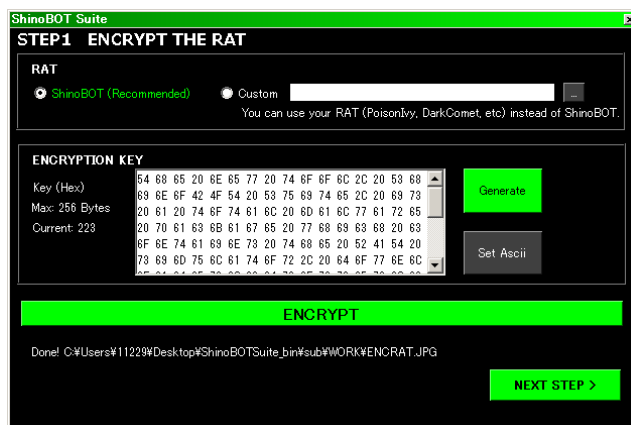 ShinoBOT Suite
STEP1 ENCRYPT THE RAT
RAT
ShinoBOT (Recommended) Custom ...
You can use your RAT (PoisonIvy, DarkComet, etc) instead of ShinoBOT.
ENCRYPTION KEY
Key (Hex)
Max: 256 Bytes
Current: 223
54 68 65 20 6E 65 77 20 74 6F 6F 6C 2C 20 53 68
69 6E 6F 42 4F 54 20 53 75 69 74 65 2C 20 69 73
20 61 20 74 6F 74 61 6C 20 6D 61 6C 77 61 72 65
20 70 61 63 6B 61 67 65 20 77 68 69 63 68 20 63
6F 6E 74 61 69 6E 73 20 74 68 65 20 52 41 54 20
73 69 6D 75 6C 61 74 6F 72 2C 20 64 6F 77 6E 6C
Generate
Set Ascii
ENCRYPT
Done! C:¥Users¥11229¥Desktop¥ShinoBOTSuite_bin¥sub¥WORK¥ENCRAT.JPG
NEXT STEP >